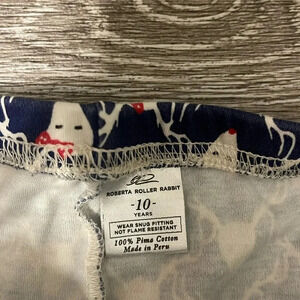 ROBERTA ROLLER RABBIT
-10-
YEARS
WEAR SNUG FITTING
NOT FLAME RESISTANT
100% Pima Cotton
Made in Peru